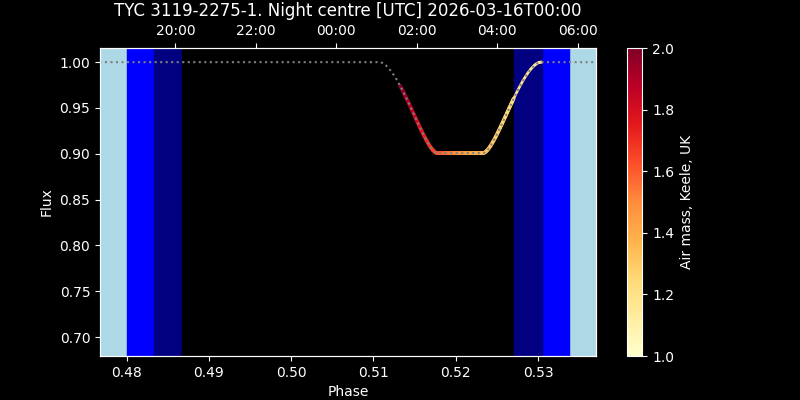 TYC 3119-2275-1. Night centre [UTC] 2026-03-16T00:00
20:00 22:00 00:00 02:00 04:00 06:00
1.00
0.95
0.90
0.85
0.80
0.75
0.70
Flux
0.48 0.49 0.50 0.51 0.52 0.53
Phase
2.0
1.8
1.6
1.4
1.2
1.0
Air mass, Keele, UK